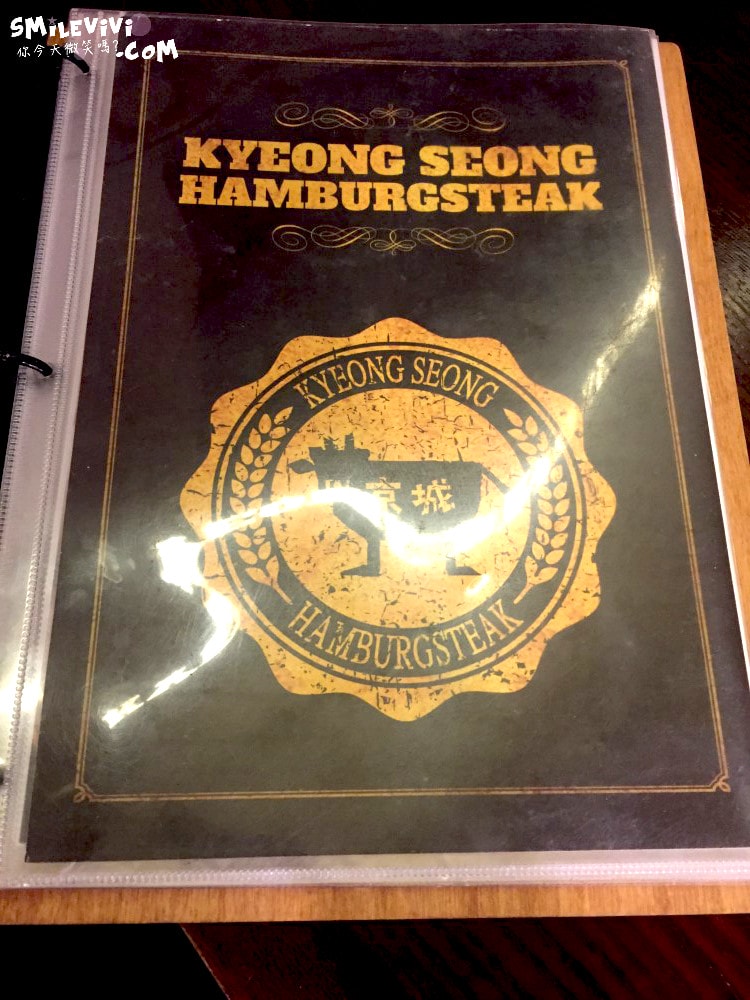 SMiLEViVi
你今天微笑嗎?.COM
KYEONG SEONG
HAMBURGSTEAK
KYEONG SEONG
京城
HAMBURGSTEAK